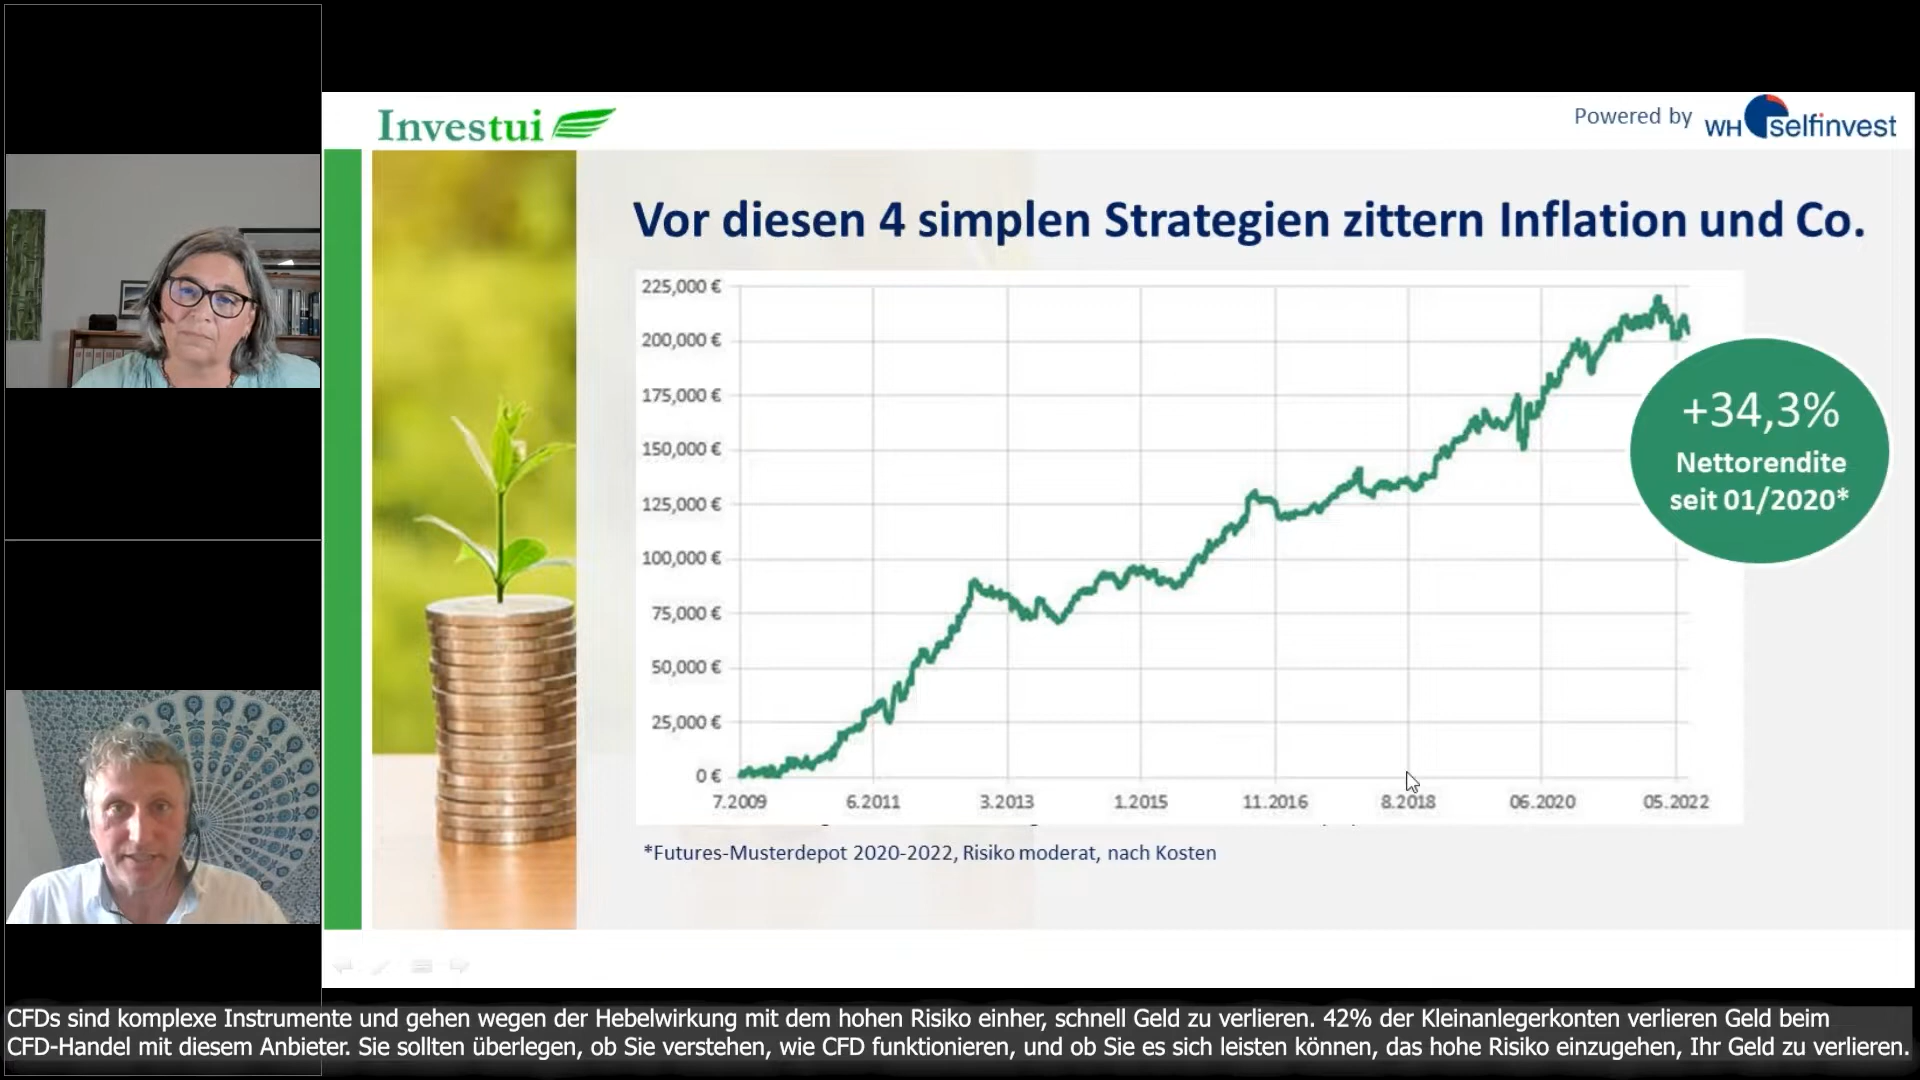 Investui
Powered by WH selfinvest
Vor diesen 4 simplen Strategien zittern Inflation und Co.
225,000 €
200,000 €
175,000 €
150,000 €
125,000 €
100,000 €
75,000 €
50,000 €
25,000 €
0 €
7.2009 6.2011 3.2013 1.2015 11.2016 8.2018 06.2020 05.2022
+34,3%
Nettorendite
seit 01/2020*
*Futures-Musterdepot 2020-2022, Risiko moderat, nach Kosten
CFDs sind komplexe Instrumente und gehen wegen der Hebelwirkung mit dem hohen Risiko einher, schnell Geld zu verlieren. 42% der Kleinanlegerkonten verlieren Geld beim
CFD-Handel mit diesem Anbieter. Sie sollten überlegen, ob Sie verstehen, wie CFD funktionieren, und ob Sie es sich leisten können, das hohe Risiko einzugehen, Ihr Geld zu verlieren.